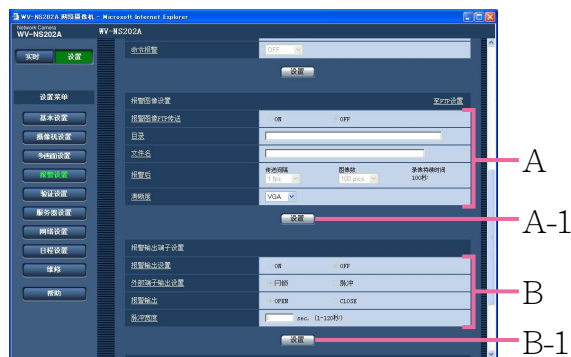 WV-NS202A 网络摄像机 - Microsoft Internet Explorer
Network Camera
WV-NS202A
WV-NS202A
实时 设置
命令报警 OFF
设置
设置菜单
报警图像设置 至FTP设置
基本设置
报警图像FTP传送 ON OFF
摄像机设置
目录
多画面设置
文件名
报警设置
报警后 传送间隔 图像数 录像持续时间
1 fps 100 pics 100秒
验证设置
清晰度 VGA
服务器设置
设置
网络设置
日程设置
报警输出端子设置
维修
报警输出设置 ON OFF
外部端子输出设置 闩锁 脉冲
帮助
报警输出 OPEN CLOSE
脉冲宽度 sec. (1-120秒)
设置
A
A-1
B
B-1